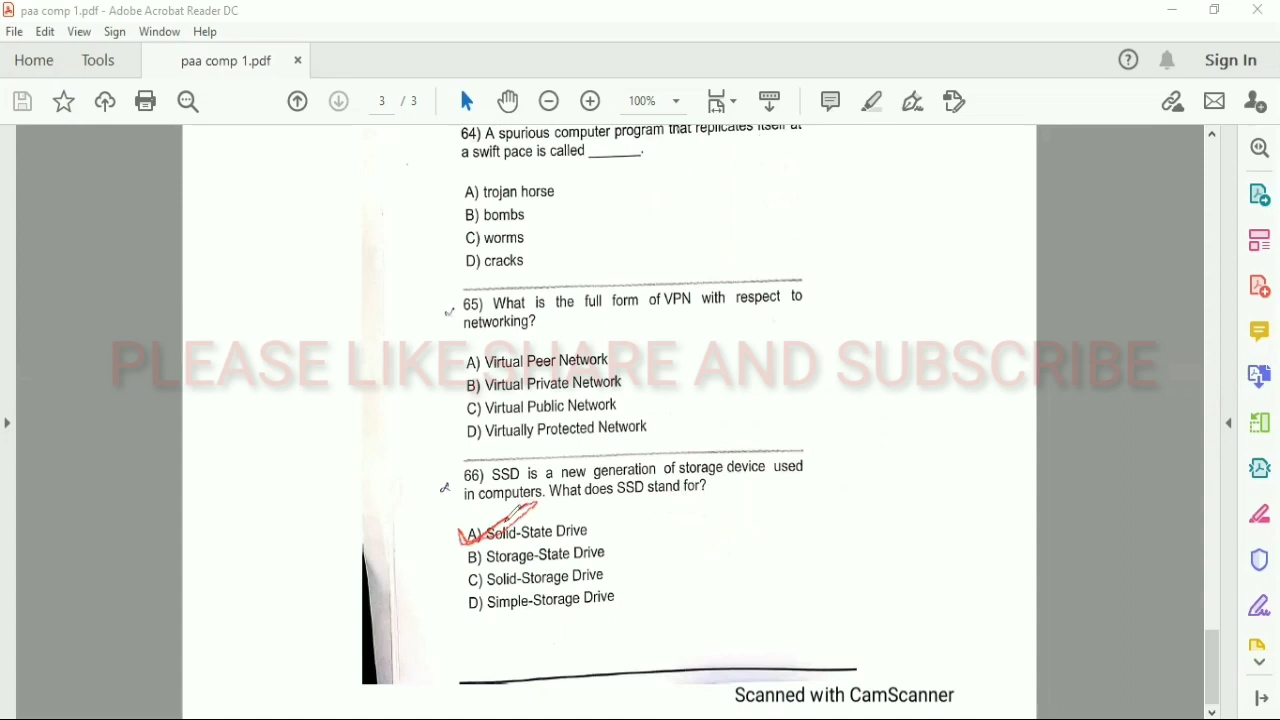 paa comp 1.pdf - Adobe Acrobat Reader DC
File Edit View Sign Window Help
Home Tools paa comp 1.pdf × Sign In
3 / 3 100%
64) A spurious computer program that replicates itself at
a swift pace is called _______.
A) trojan horse
B) bombs
C) worms
D) cracks
65) What is the full form of VPN with respect to
networking?
PLEASE LIKE SHARE AND SUBSCRIBE
A) Virtual Peer Network
B) Virtual Private Network
C) Virtual Public Network
D) Virtually Protected Network
66) SSD is a new generation of storage device used
in computers. What does SSD stand for?
A) Solid-State Drive
B) Storage-State Drive
C) Solid-Storage Drive
D) Simple-Storage Drive
Scanned with CamScanner